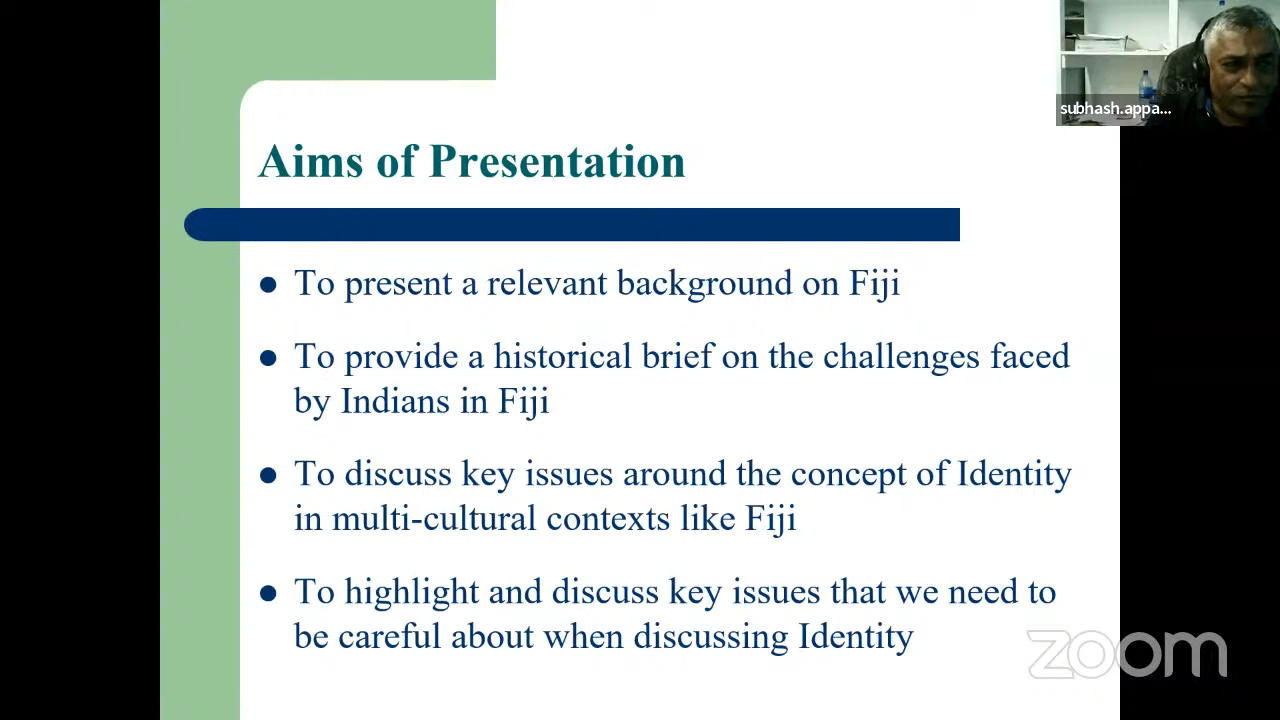 subhash.appa...
Aims of Presentation
● To present a relevant background on Fiji
● To provide a historical brief on the challenges faced
by Indians in Fiji
● To discuss key issues around the concept of Identity
in multi-cultural contexts like Fiji
● To highlight and discuss key issues that we need to
be careful about when discussing Identity
zoom